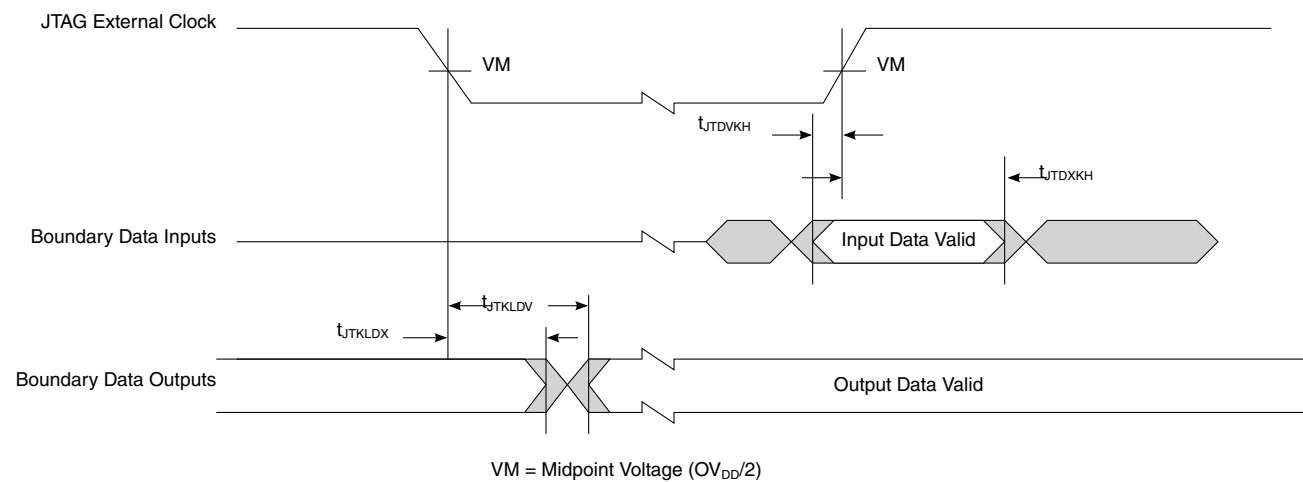 JTAG External Clock
VM
VM
tJTDVKH
tJTDXKH
Boundary Data Inputs
Input Data Valid
tJTKLDV
tJTKLDX
Boundary Data Outputs
Output Data Valid
VM = Midpoint Voltage (OVDD/2)